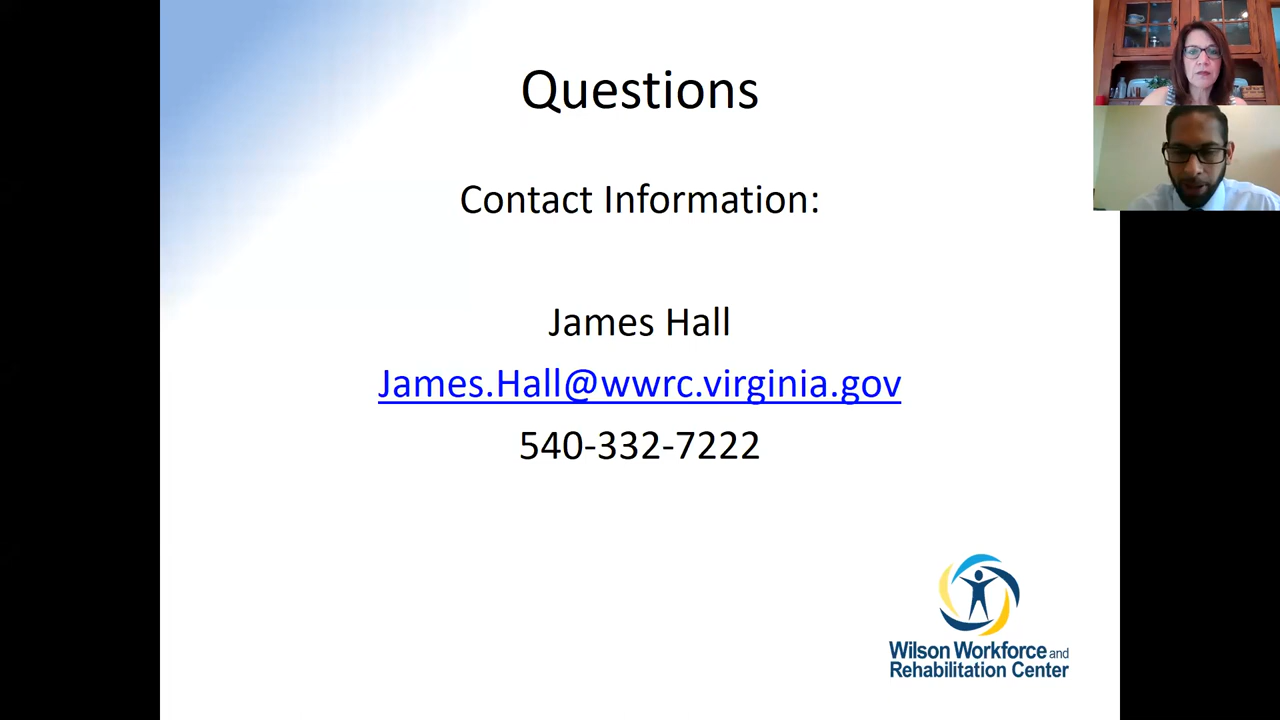 Questions
Contact Information:
James Hall
James.Hall@wwrc.virginia.gov
540-332-7222
Wilson Workforce and
Rehabilitation Center